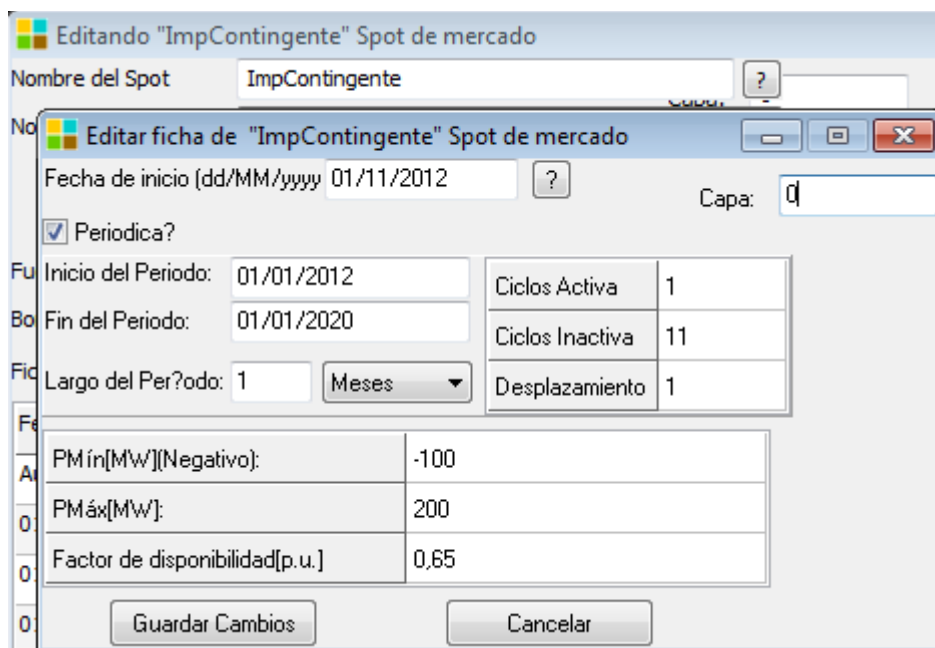 Editando "ImpContingente" Spot de mercado
Nombre del Spot ImpContingente ?
Editar ficha de "ImpContingente" Spot de mercado
Fecha de inicio (dd/MM/yyyy 01/11/2012 ? Capa: 0
Periodica?
Inicio del Periodo: 01/01/2012
Fin del Periodo: 01/01/2020
Largo del Per?odo: 1 Meses
Ciclos Activa 1
Ciclos Inactiva 11
Desplazamiento 1
PMín[MW](Negativo): -100
PMáx[MW]: 200
Factor de disponibilidad[p.u.] 0,65
Guardar Cambios Cancelar